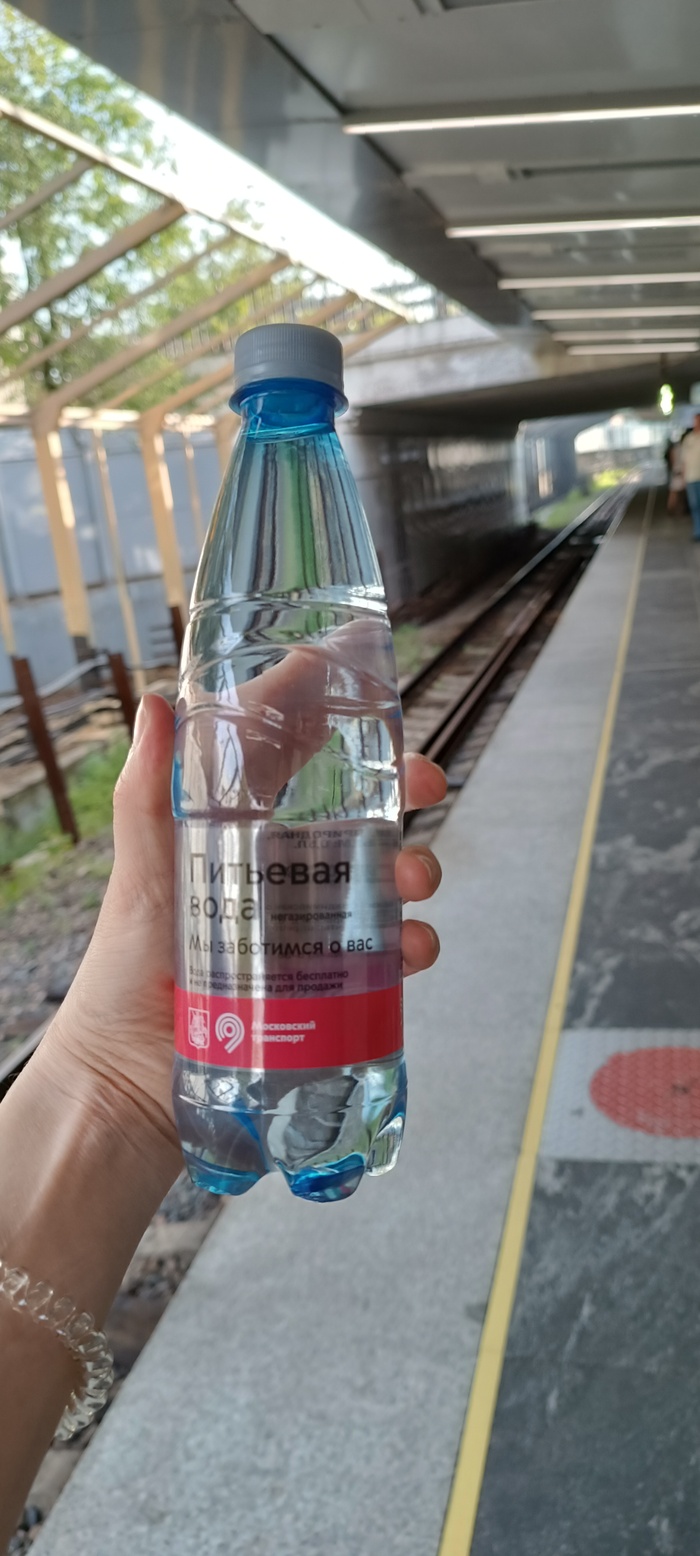 Питьевая
вода негазированная
Мы заботимся о вас
Вода распространяется бесплатно
и не предназначена для продажи
Московский
транспорт